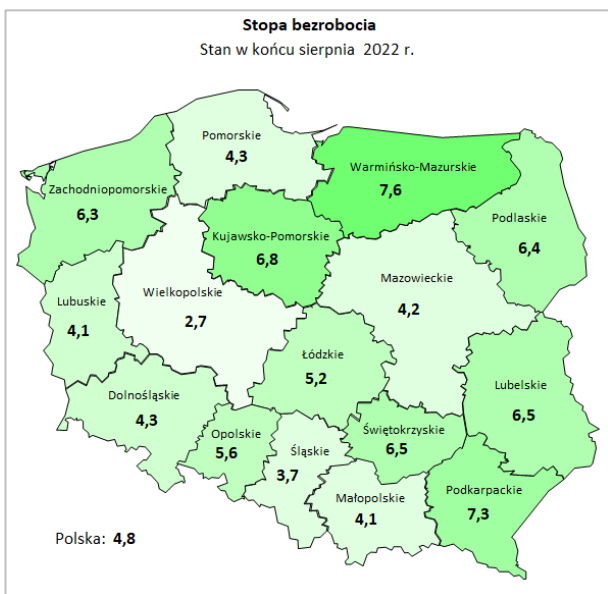 Stopa bezrobocia
Stan w końcu sierpnia 2022 r.
Pomorskie
4,3
Warmińsko-Mazurskie
7,6
Zachodniopomorskie
6,3
Podlaskie
6,4
Kujawsko-Pomorskie
6,8
Mazowieckie
4,2
Wielkopolskie
2,7
Lubuskie
4,1
Łódzkie
5,2
Lubelskie
6,5
Dolnośląskie
4,3
Opolskie
5,6
Świętokrzyskie
6,5
Śląskie
3,7
Małopolskie
4,1
Podkarpackie
7,3
Polska: 4,8